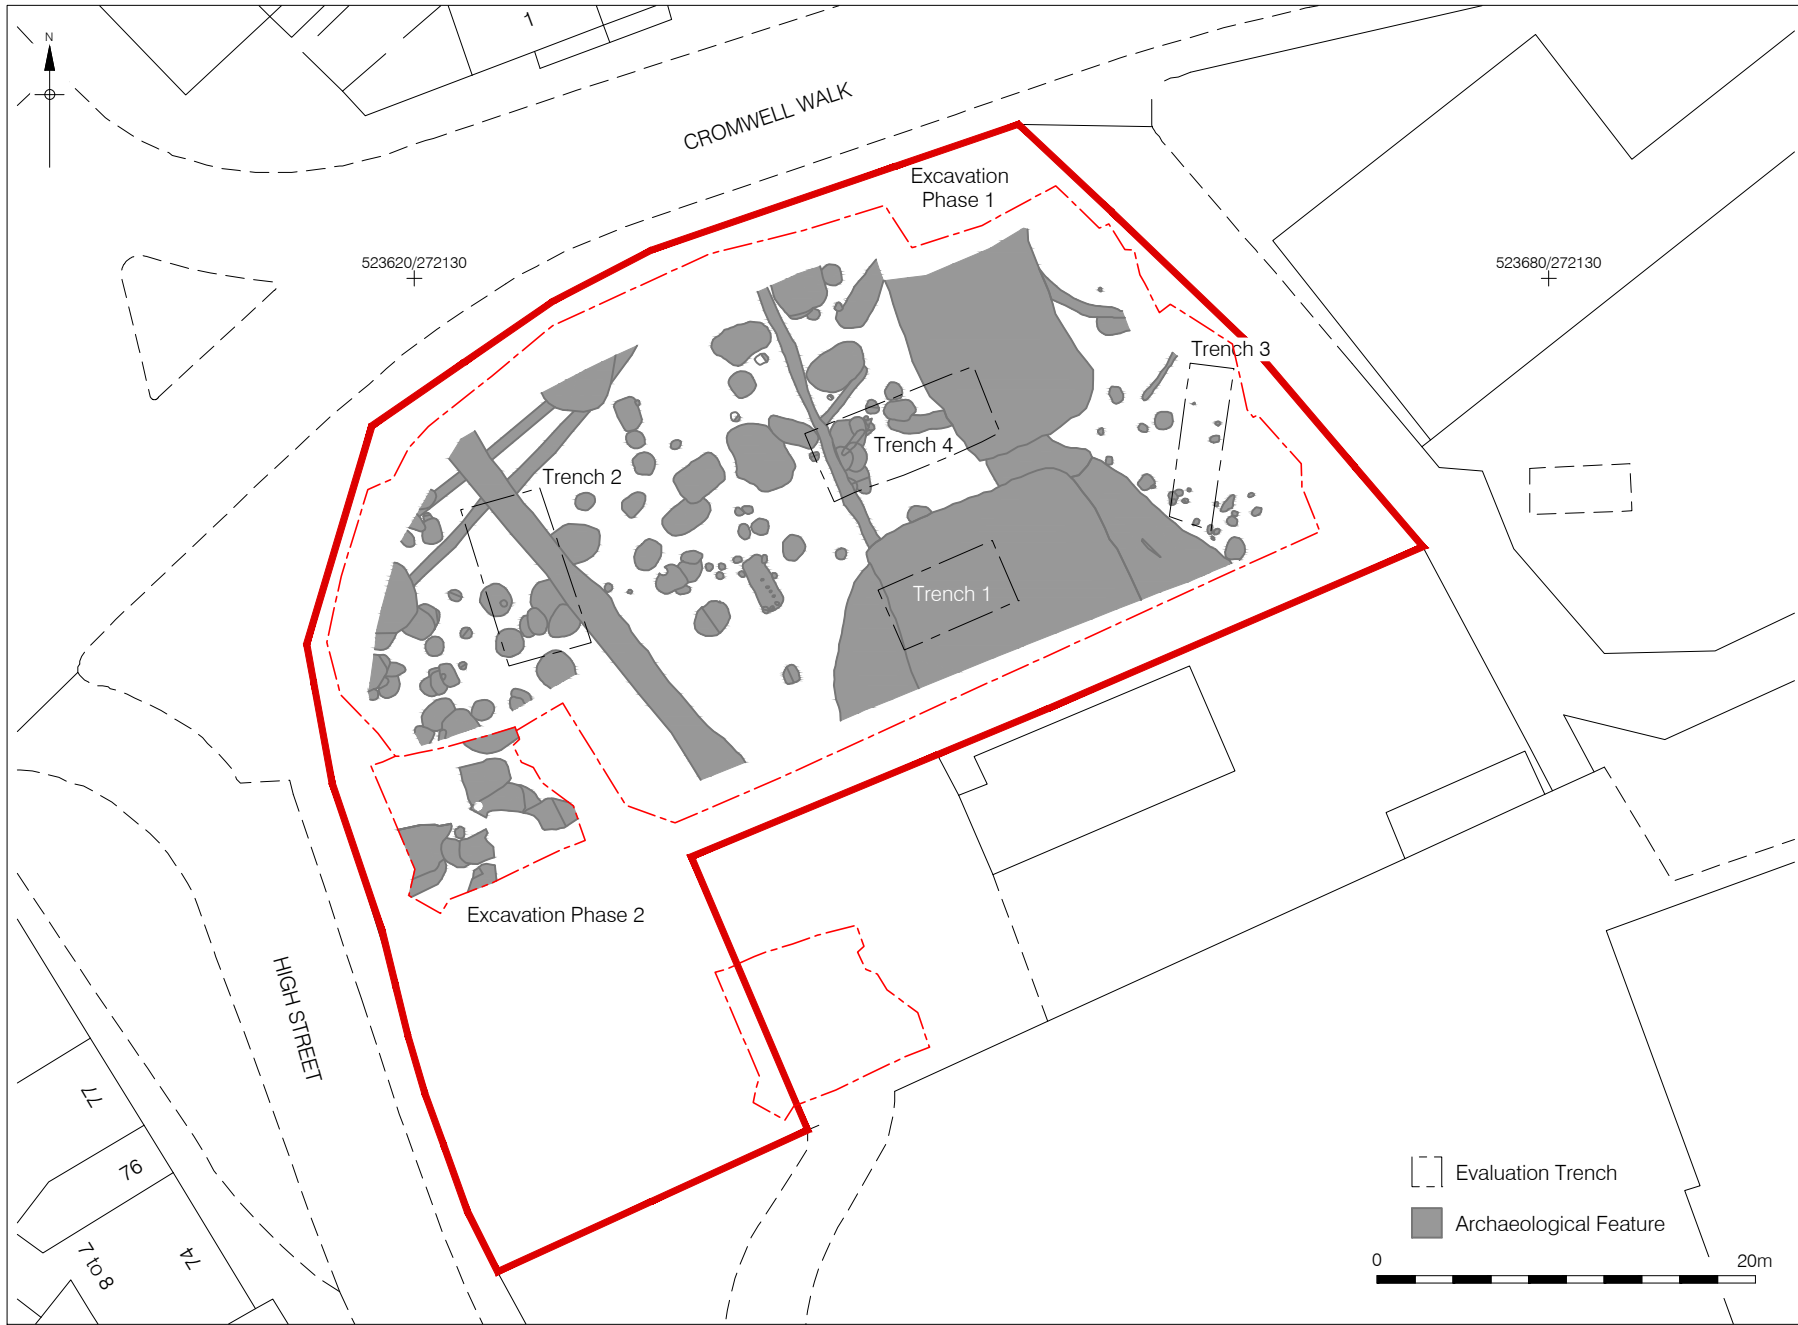 1
N
CROMWELL WALK
Excavation
Phase 1
523620/272130
523680/272130
Trench 3
Trench 4
Trench 2
Trench 1
Excavation Phase 2
HIGH STREET
77
76
74
7 to 8
Evaluation Trench
Archaeological Feature
0 20m